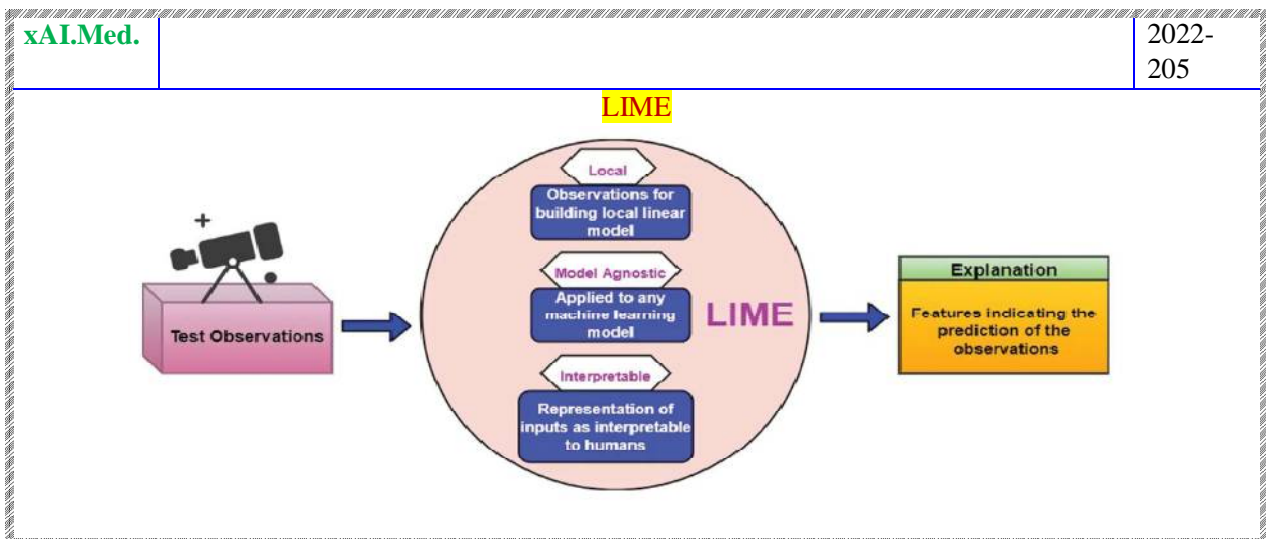 xAI.Med.
2022-
205
LIME
Local
Observations for
building local linear
model
Model Agnostic
Applied to any
machine learning
model
Interpretable
Representation of
inputs as interpretable
to humans
LIME
Test Observations
Explanation
Features indicating the
prediction of the
observations